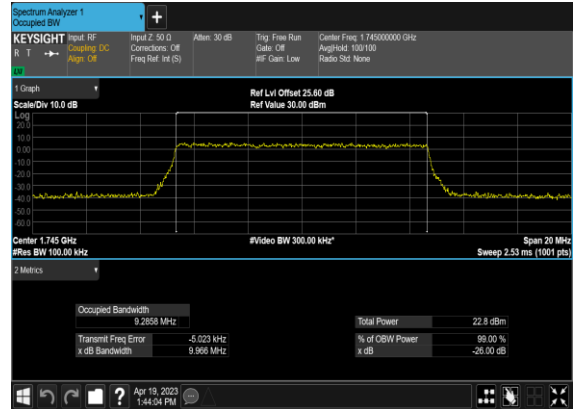 Spectrum Analyzer 1
Occupied BW
+
KEYSIGHT Input: RF Input Z: 50 Ω Atten: 30 dB Trig: Free Run Center Freq: 1.745000000 GHz
R T Coupling: DC Corrections: Off Gate: Off Avg|Hold: 100/100
Align: Off Freq Ref: Int (S) #IF Gain: Low Radio Std: None
LM
1 Graph
Ref Lvl Offset 25.60 dB
Scale/Div 10.0 dB Ref Value 30.00 dBm
Log
20.0
10.0
0.00
-10.0
-20.0
-30.0
-40.0
-50.0
-60.0
Center 1.745 GHz #Video BW 300.00 kHz* Span 20 MHz
#Res BW 100.00 kHz Sweep 2.53 ms (1001 pts)
2 Metrics
Occupied Bandwidth
9.2858 MHz Total Power 22.8 dBm
Transmit Freq Error -5.023 kHz % of OBW Power 99.00 %
x dB Bandwidth 9.966 MHz x dB -26.00 dB
? Apr 19, 2023
1:44:04 PM